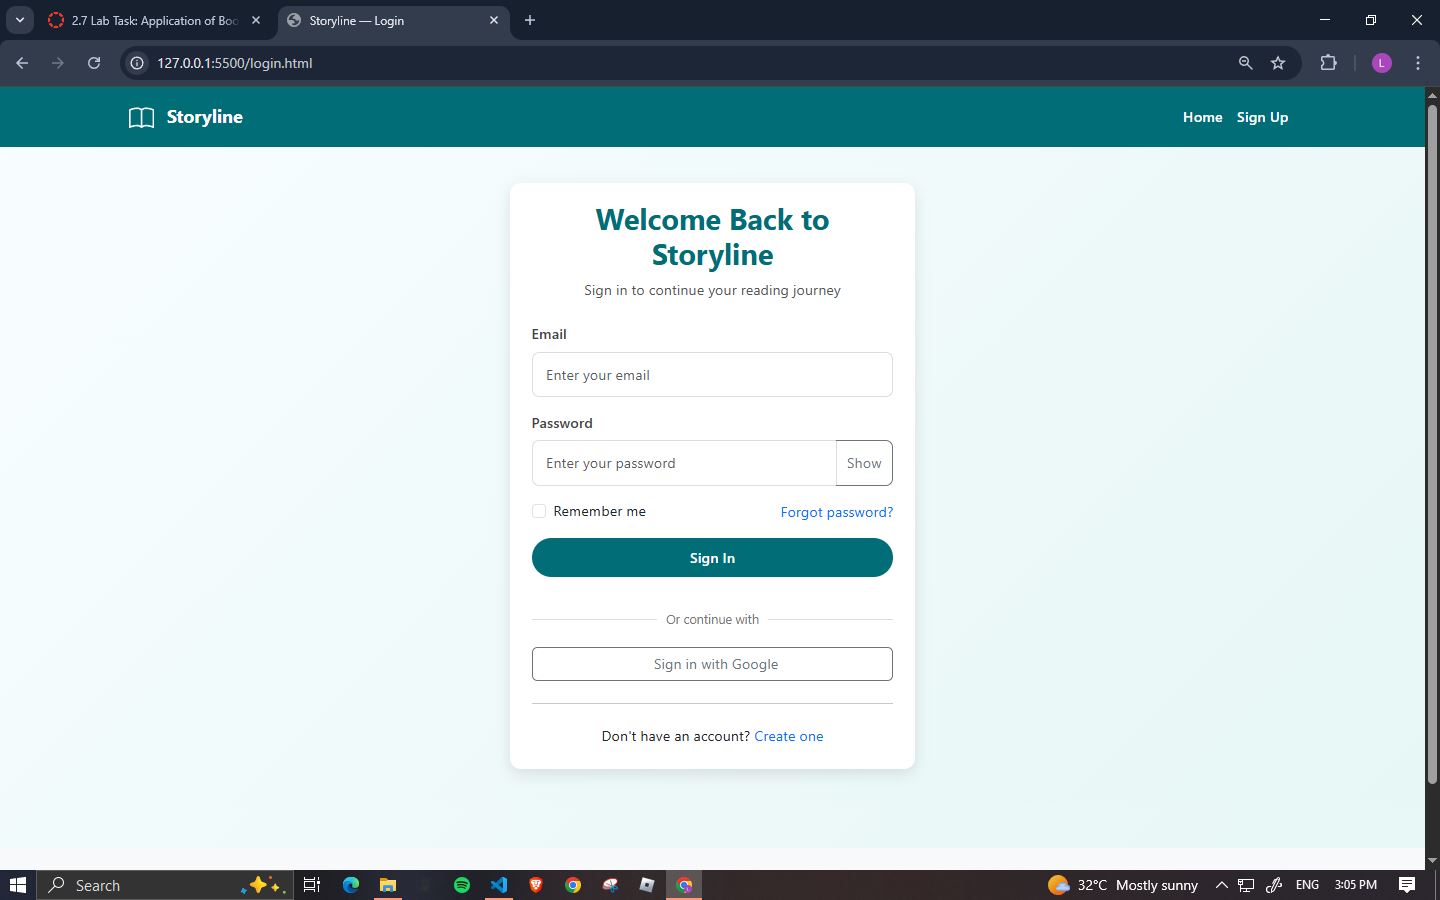 2.7 Lab Task: Application of Boo
Storyline — Login
127.0.0.1:5500/login.html
L
Storyline
Home
Sign Up
Welcome Back to
Storyline
Sign in to continue your reading journey
Email
Enter your email
Password
Enter your password
Show
Remember me
Forgot password?
Sign In
Or continue with
Sign in with Google
Don't have an account? Create one
Search
32°C Mostly sunny
ENG
3:05 PM